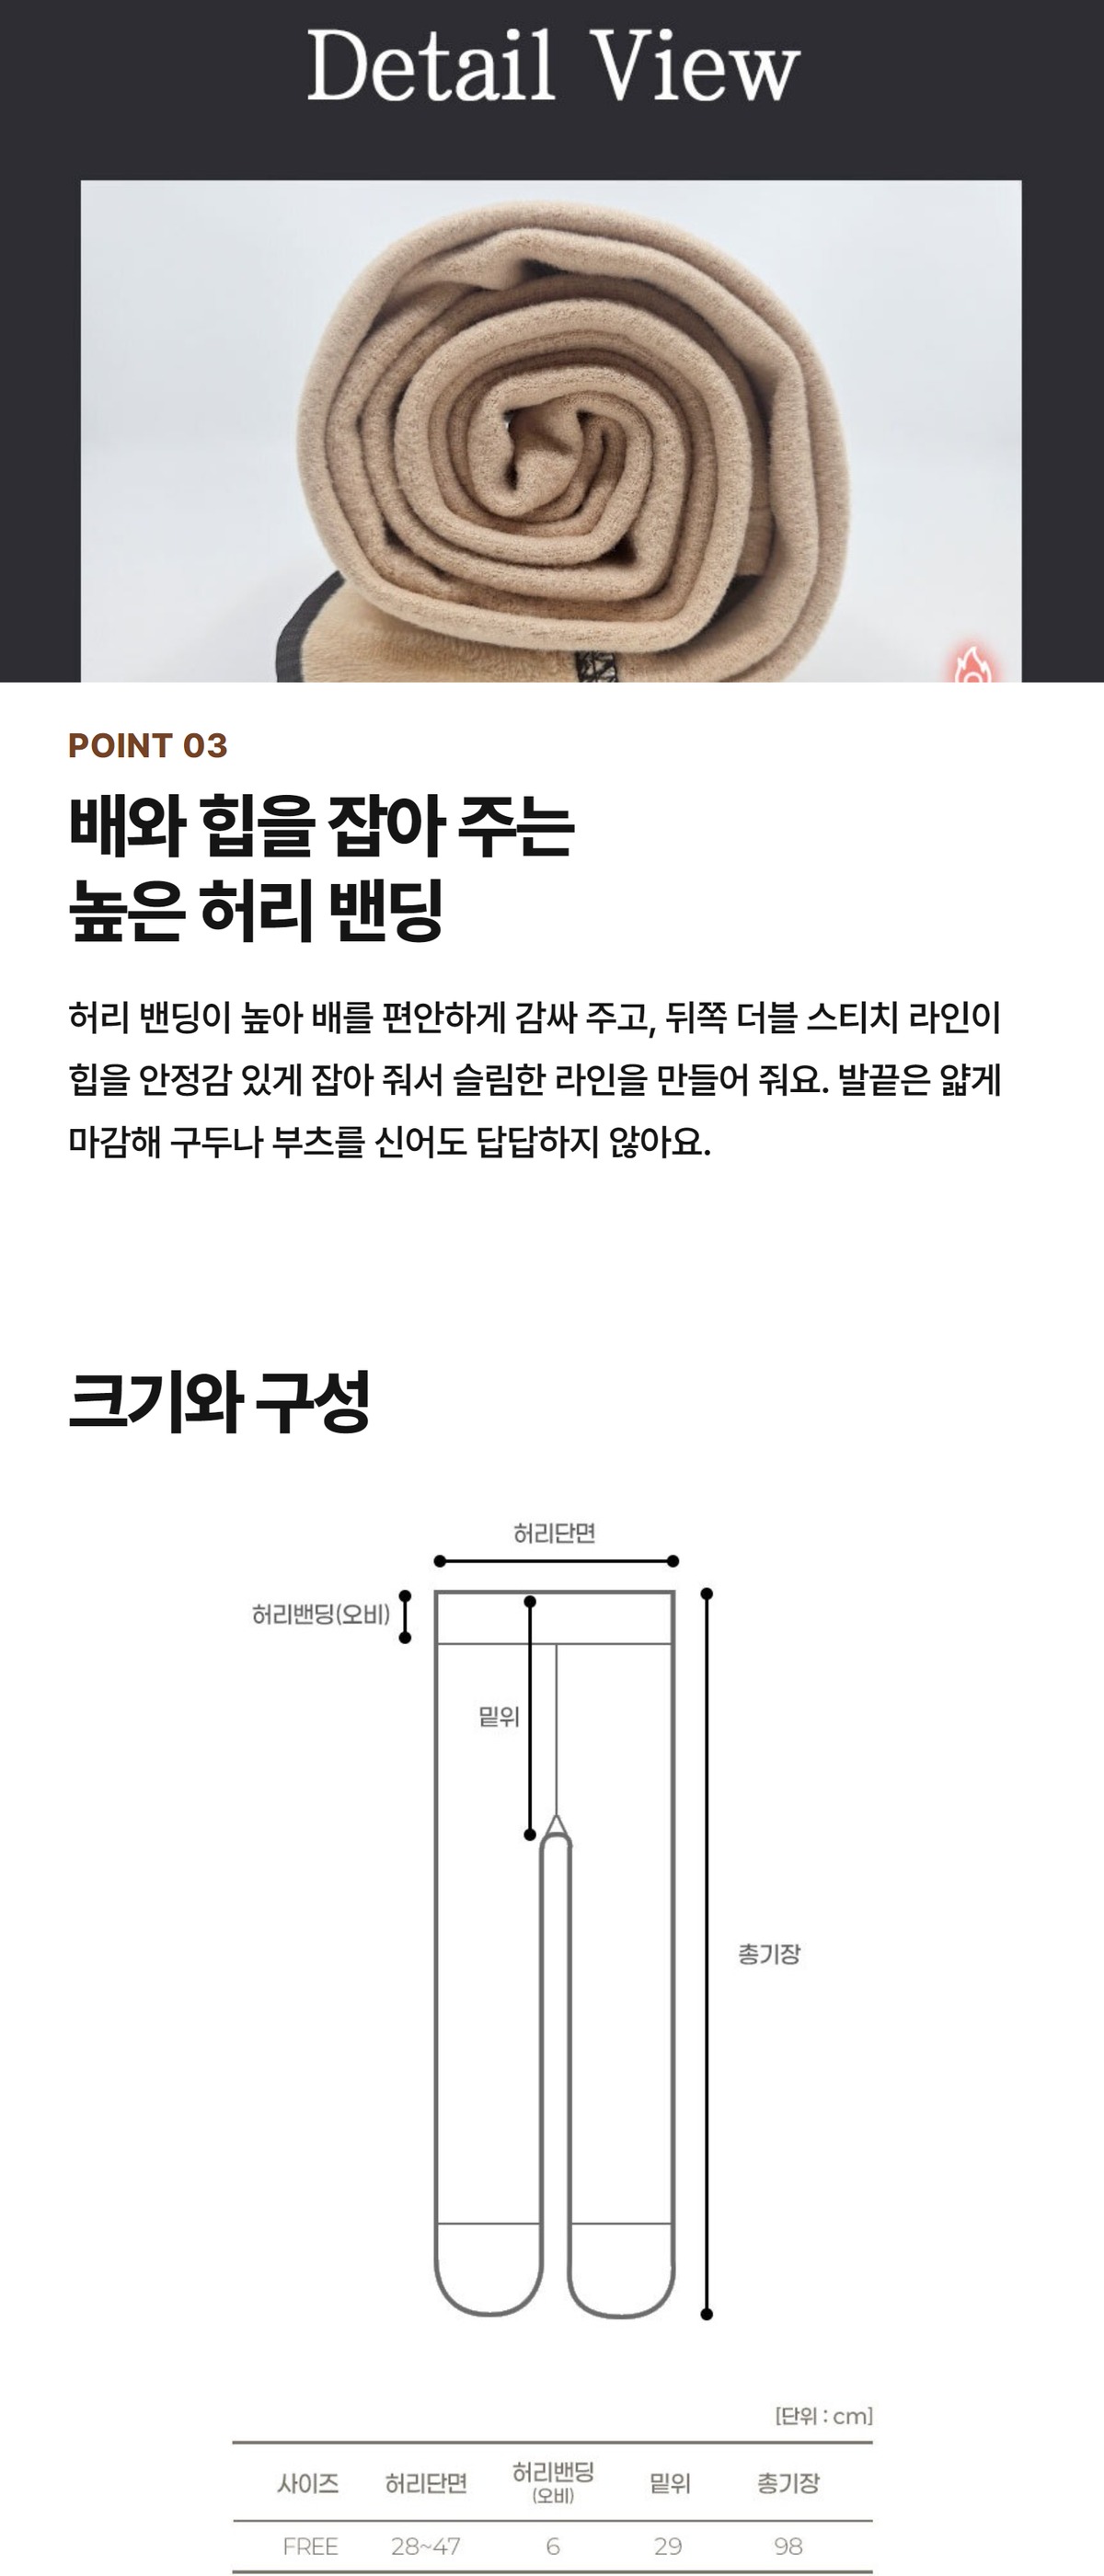 Detail View
POINT 03
배와 힙을 잡아 주는
높은 허리 밴딩
허리 밴딩이 높아 배를 편안하게 감싸 주고, 뒤쪽 더블 스티치 라인이
힙을 안정감 있게 잡아 줘서 슬림한 라인을 만들어 줘요. 발끝은 얇게
마감해 구두나 부츠를 신어도 답답하지 않아요.
크기와 구성
허리단면
허리밴딩(오비)
밑위
총기장
[단위 : cm]
사이즈 허리단면 허리밴딩 (오비) 밑위 총기장
FREE 28~47 6 29 98